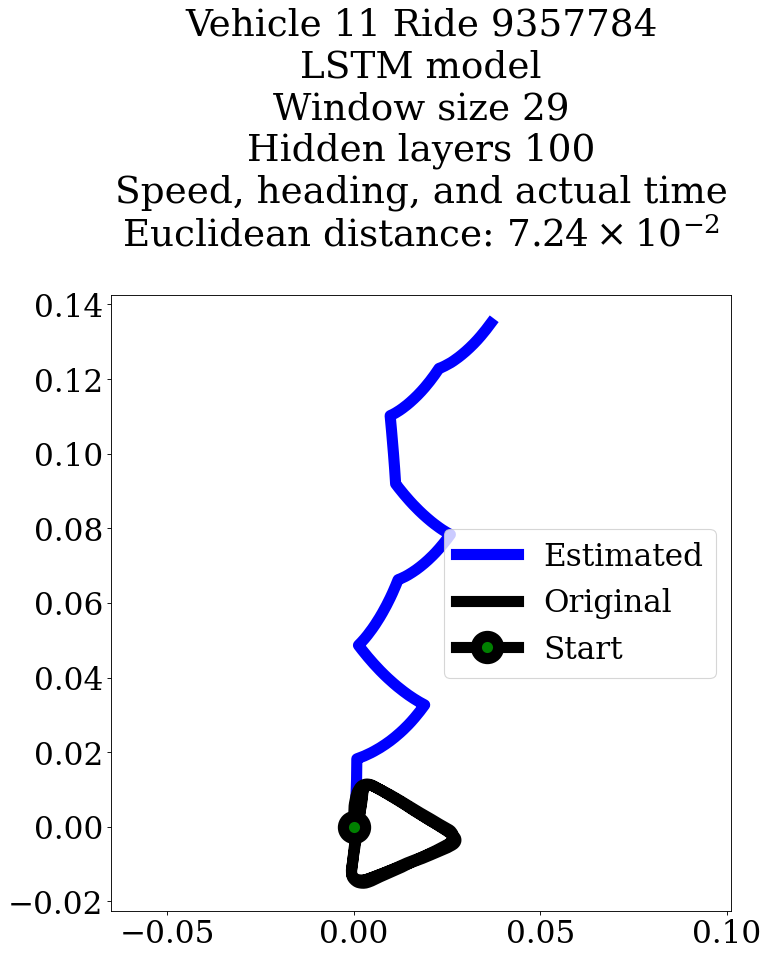 Vehicle 11 Ride 9357784
LSTM model
Window size 29
Hidden layers 100
Speed, heading, and actual time
Euclidean distance: 7.24 × 10⁻²
0.14
0.12
0.10
0.08
0.06
0.04
0.02
0.00
−0.02
Estimated
Original
Start
−0.05 0.00 0.05 0.10